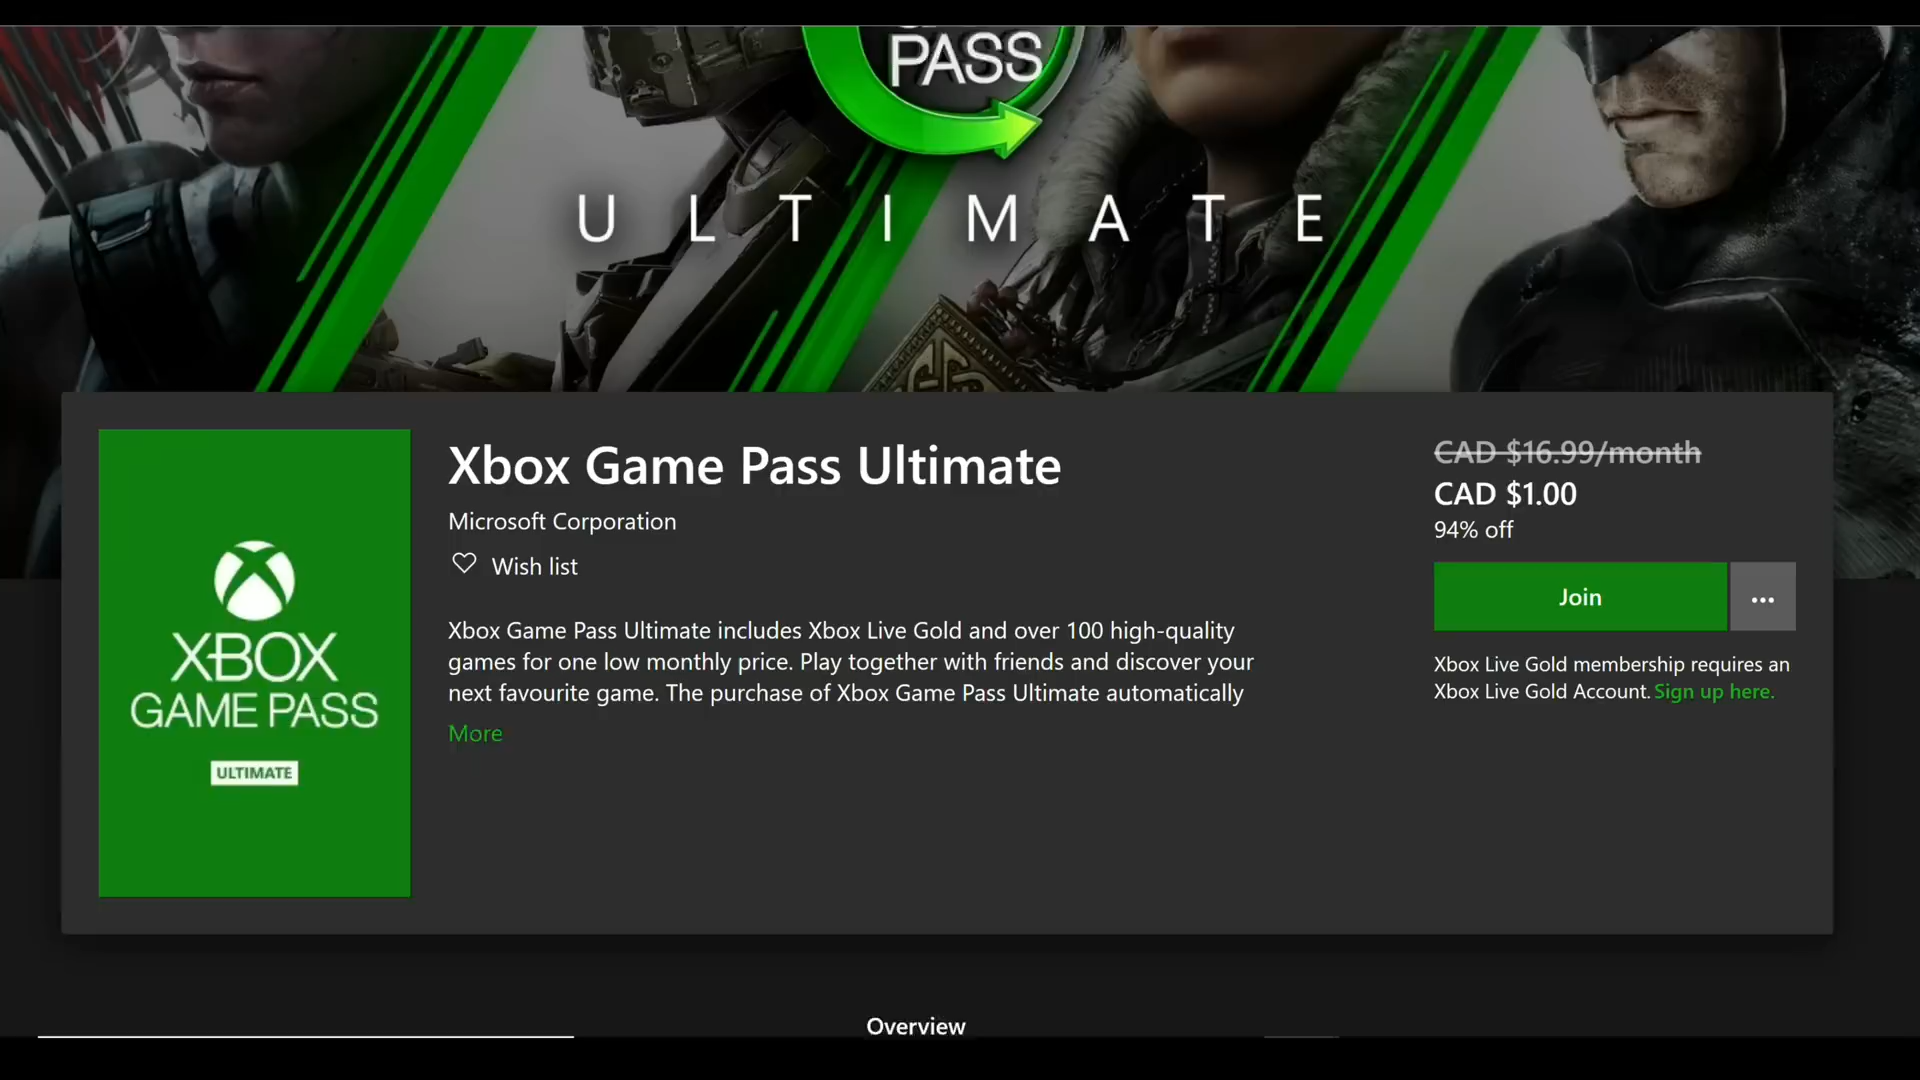 PASS
ULTIMATE
XBOX
GAME PASS
ULTIMATE
Xbox Game Pass Ultimate
Microsoft Corporation
Wish list
Xbox Game Pass Ultimate includes Xbox Live Gold and over 100 high-quality
games for one low monthly price. Play together with friends and discover your
next favourite game. The purchase of Xbox Game Pass Ultimate automatically
More
CAD $16.99/month
CAD $1.00
94% off
Join
...
Xbox Live Gold membership requires an
Xbox Live Gold Account. Sign up here.
Overview